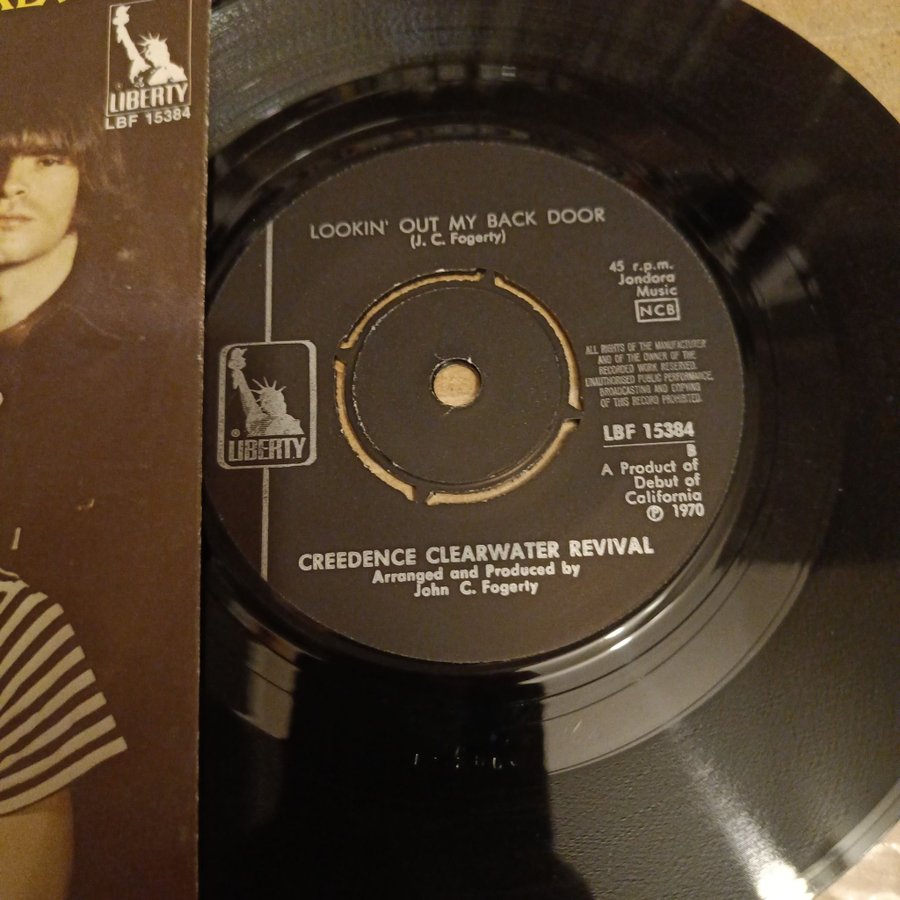 LIBERTY
LBF 15384
LOOKIN' OUT MY BACK DOOR
(J. C. Fogerty)
45 r.p.m.
Jondora
Music
NCB
ALL RIGHTS OF THE MANUFACTURER
AND OF THE OWNER OF THE
RECORDED WORK RESERVED.
UNAUTHORISED PUBLIC PERFORMANCE,
BROADCASTING AND COPYING
OF THIS RECORD PROHIBITED.
® LIBERTY
LBF 15384
B
A Product of
Debut of
California
℗ 1970
CREEDENCE CLEARWATER REVIVAL
Arranged and Produced by
John C. Fogerty